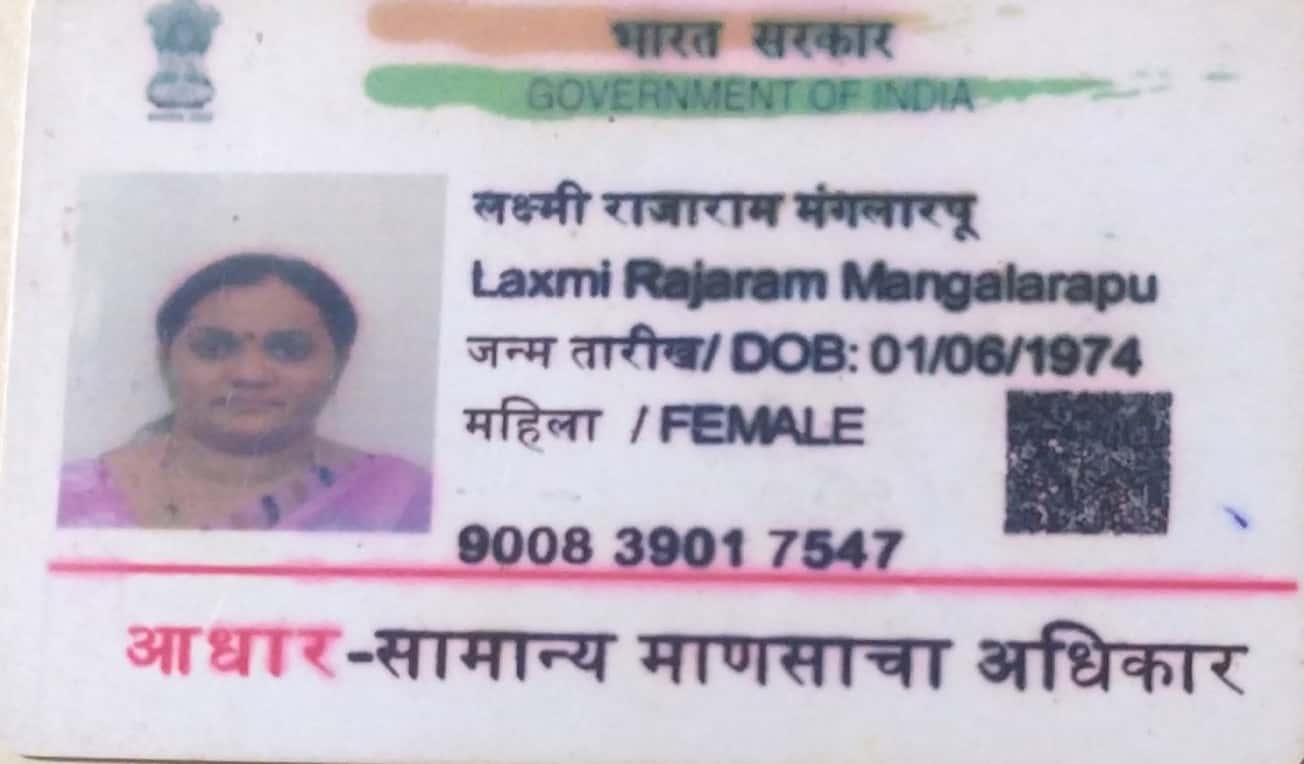 भारत सरकार
GOVERNMENT OF INDIA
लक्ष्मी राजाराम मंगलारपू
Laxmi Rajaram Mangalarapu
जन्म तारीख/ DOB: 01/06/1974
महिला / FEMALE
9008 3901 7547
आधार-सामान्य माणसाचा अधिकार